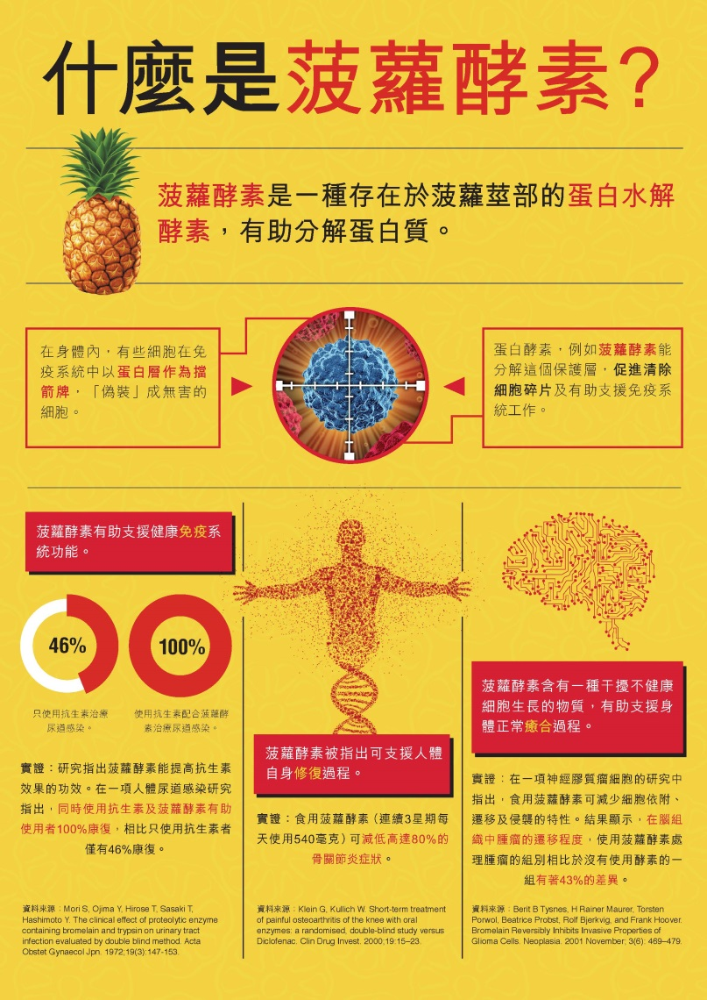 什麼是菠蘿酵素?
菠蘿酵素是一種存在於菠蘿莖部的蛋白水解
酵素，有助分解蛋白質。
在身體內，有些細胞在免
疫系統中以蛋白層作為擋
箭牌，「偽裝」成無害的
細胞。
蛋白酵素，例如菠蘿酵素能
分解這個保護層，促進清除
細胞碎片及有助支援免疫系
統工作。
菠蘿酵素有助支援健康免疫系
統功能。
46%
100%
只使用抗生素治療
尿道感染。
使用抗生素配合菠蘿酵
素治療尿道感染。
實證：研究指出菠蘿酵素能提高抗生素
效果的功效。在一項人體尿道感染研究
指出，同時使用抗生素及菠蘿酵素有助
使用者100%康復，相比只使用抗生素者
僅有46%康復。
資料來源：Mori S, Ojima Y, Hirose T, Sasaki T,
Hashimoto Y. The clinical effect of proteolytic enzyme
containing bromelain and trypsin on urinary tract
infection evaluated by double blind method. Acta
Obstet Gynaecol Jpn. 1972;19(3):147-153.
菠蘿酵素被指出可支援人體
自身修復過程。
實證：食用菠蘿酵素（連續3星期每
天使用540毫克）可減低高達80%的
骨關節炎症狀。
資料來源：Klein G, Kullich W. Short-term treatment
of painful osteoarthritis of the knee with oral
enzymes: a randomised, double-blind study versus
Diclofenac. Clin Drug Invest. 2000;19:15–23.
菠蘿酵素含有一種干擾不健康
細胞生長的物質，有助支援身
體正常癒合過程。
實證：在一項神經膠質瘤細胞的研究中
指出，食用菠蘿酵素可減少細胞依附、
遷移及侵襲的特性。結果顯示，在腦組
織中腫瘤的遷移程度，使用菠蘿酵素處
理腫瘤的組別相比於沒有使用酵素的一
組有著43%的差異。
資料來源：Berit B Tysnes, H Rainer Maurer, Torsten
Porwol, Beatrice Probst, Rolf Bjerkvig, and Frank Hoover.
Bromelain Reversibly Inhibits Invasive Properties of
Glioma Cells. Neoplasia. 2001 November; 3(6): 469–479.